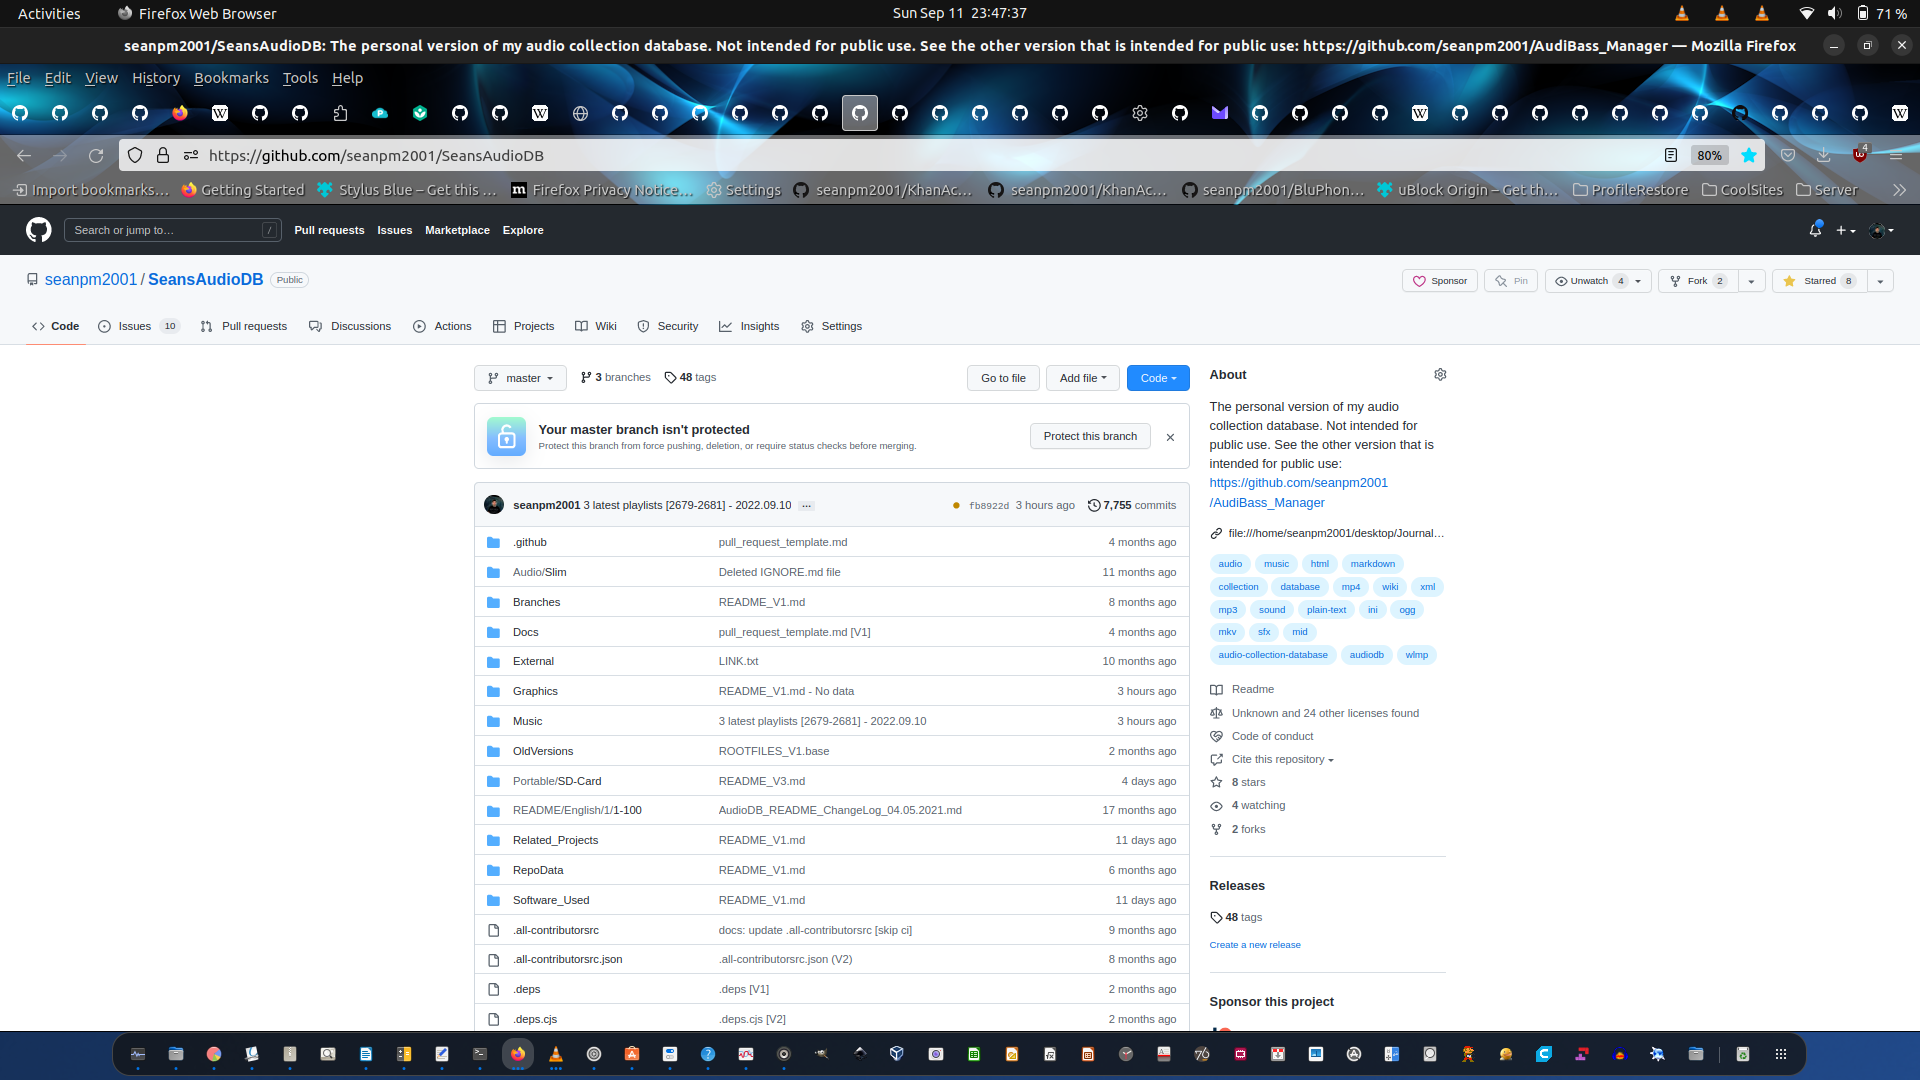 Activities
Firefox Web Browser
Sun Sep 11 23:47:37
71 %
seanpm2001/SeansAudioDB: The personal version of my audio collection database. Not intended for public use. See the other version that is intended for public use: https://github.com/seanpm2001/AudiBass_Manager — Mozilla Firefox
File Edit View History Bookmarks Tools Help
https://github.com/seanpm2001/SeansAudioDB
80%
4
Import bookmarks…
Getting Started
Stylus Blue – Get this …
Firefox Privacy Notice…
Settings
seanpm2001/KhanAc…
seanpm2001/KhanAc…
seanpm2001/BluPhon…
uBlock Origin – Get th…
ProfileRestore
CoolSites
Server
Search or jump to…
/
Pull requests Issues Marketplace Explore
seanpm2001 / SeansAudioDB
Public
Sponsor
Pin
Unwatch 4
Fork 2
Starred 8
Code
Issues 10
Pull requests
Discussions
Actions
Projects
Wiki
Security
Insights
Settings
master
3 branches
48 tags
Go to file
Add file
Code
Your master branch isn't protected
Protect this branch from force pushing, deletion, or require status checks before merging.
Protect this branch
seanpm2001 3 latest playlists [2679-2681] - 2022.09.10 …
fb8922d 3 hours ago
7,755 commits
.github pull_request_template.md 4 months ago
Audio/Slim Deleted IGNORE.md file 11 months ago
Branches README_V1.md 8 months ago
Docs pull_request_template.md [V1] 4 months ago
External LINK.txt 10 months ago
Graphics README_V1.md - No data 3 hours ago
Music 3 latest playlists [2679-2681] - 2022.09.10 3 hours ago
OldVersions ROOTFILES_V1.base 2 months ago
Portable/SD-Card README_V3.md 4 days ago
README/English/1/1-100 AudioDB_README_ChangeLog_04.05.2021.md 17 months ago
Related_Projects README_V1.md 11 days ago
RepoData README_V1.md 6 months ago
Software_Used README_V1.md 11 days ago
.all-contributorsrc docs: update .all-contributorsrc [skip ci] 9 months ago
.all-contributorsrc.json .all-contributorsrc.json (V2) 8 months ago
.deps .deps [V1] 2 months ago
.deps.cjs .deps.cjs [V2] 2 months ago
About
The personal version of my audio
collection database. Not intended for
public use. See the other version that is
intended for public use:
https://github.com/seanpm2001
/AudiBass_Manager
file:///home/seanpm2001/desktop/Journal…
audio music html markdown
collection database mp4 wiki xml
mp3 sound plain-text ini ogg
mkv sfx mid
audio-collection-database audiodb wlmp
Readme
Unknown and 24 other licenses found
Code of conduct
Cite this repository
8 stars
4 watching
2 forks
Releases
48 tags
Create a new release
Sponsor this project